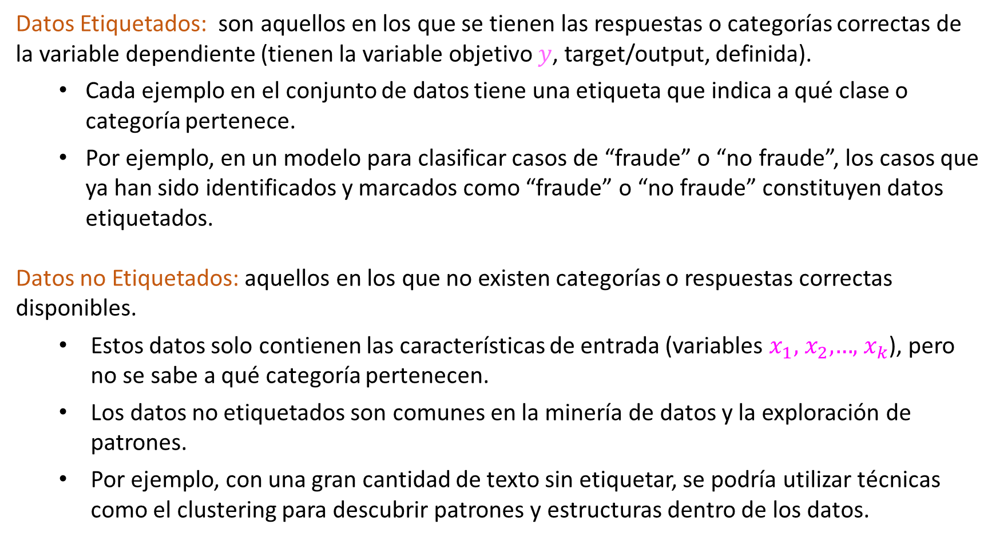 Datos Etiquetados: son aquellos en los que se tienen las respuestas o categorías correctas de
la variable dependiente (tienen la variable objetivo y, target/output, definida).
• Cada ejemplo en el conjunto de datos tiene una etiqueta que indica a qué clase o
categoría pertenece.
• Por ejemplo, en un modelo para clasificar casos de “fraude” o “no fraude”, los casos que
ya han sido identificados y marcados como “fraude” o “no fraude” constituyen datos
etiquetados.
Datos no Etiquetados: aquellos en los que no existen categorías o respuestas correctas
disponibles.
• Estos datos solo contienen las características de entrada (variables x₁, x₂,..., xₖ), pero
no se sabe a qué categoría pertenecen.
• Los datos no etiquetados son comunes en la minería de datos y la exploración de
patrones.
• Por ejemplo, con una gran cantidad de texto sin etiquetar, se podría utilizar técnicas
como el clustering para descubrir patrones y estructuras dentro de los datos.